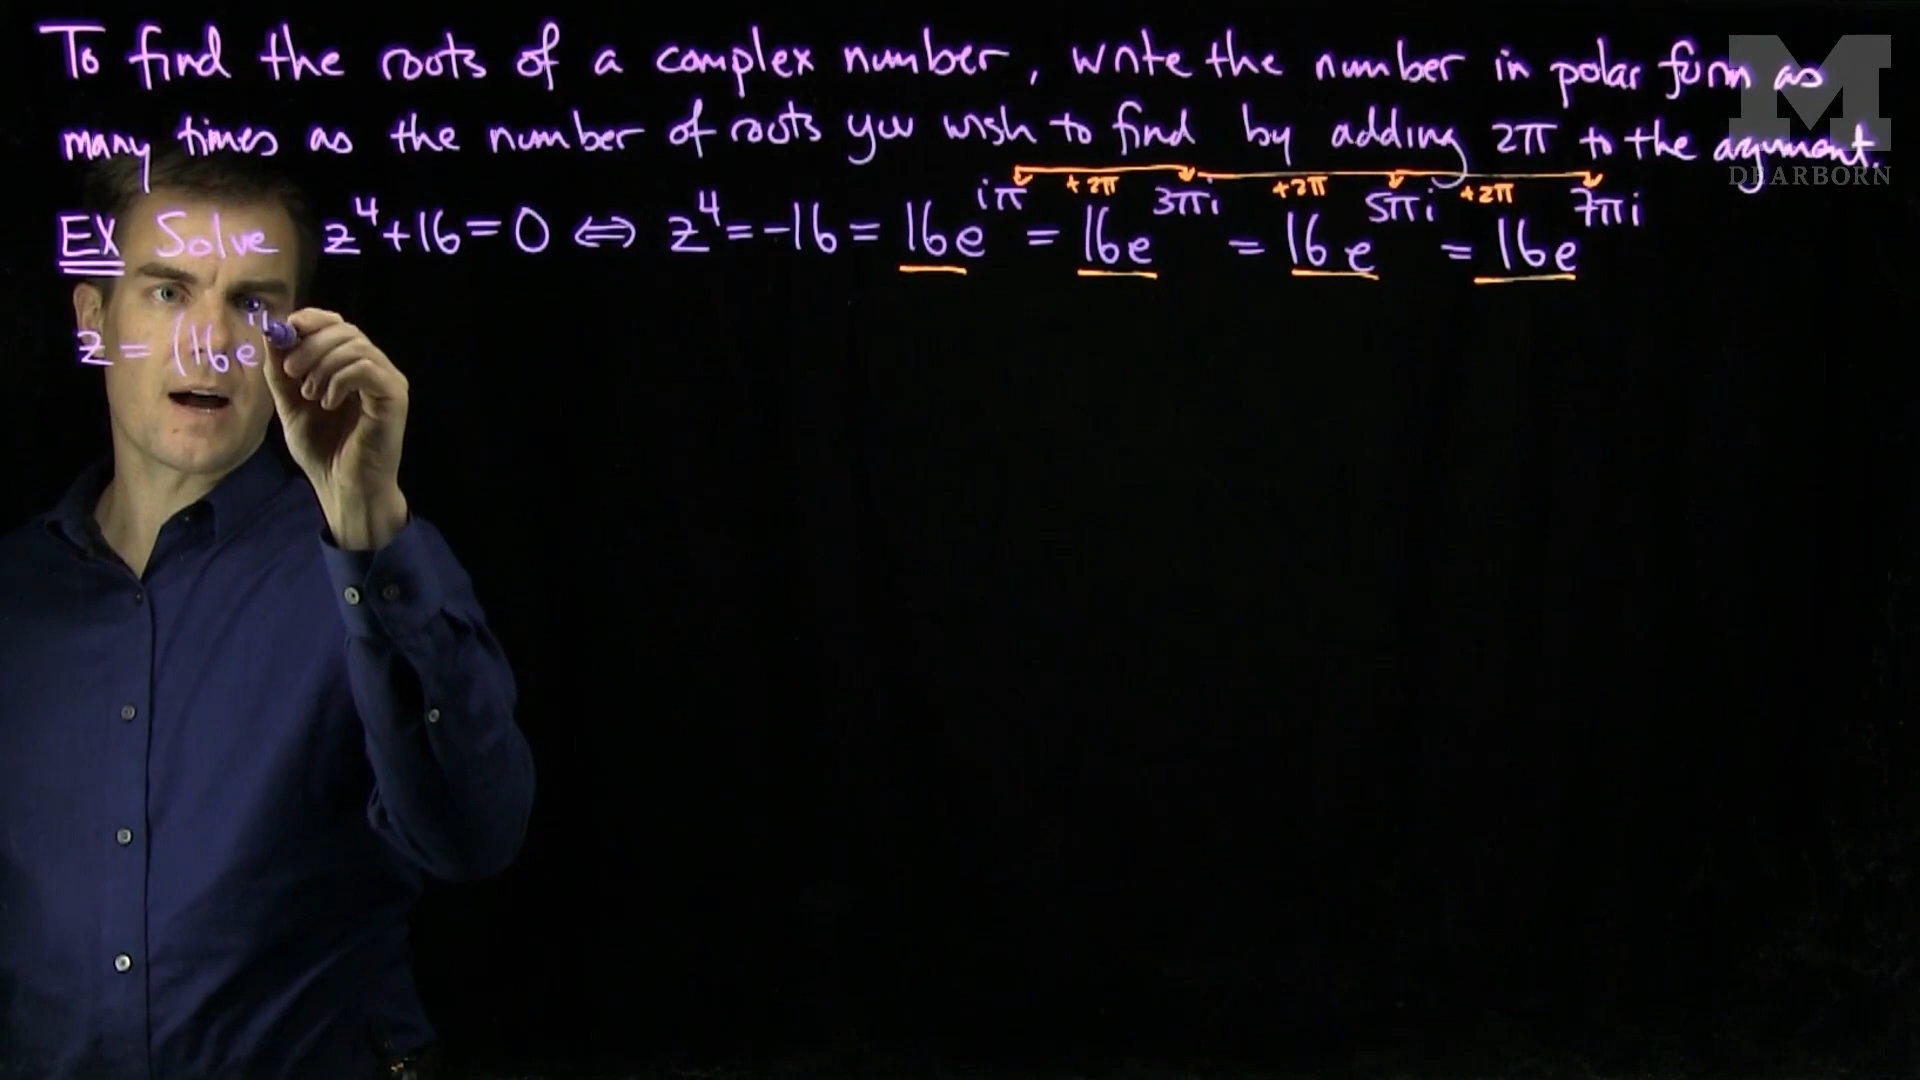 To find the roots of a complex number, write the number in polar form as
many times as the number of roots you wish to find by adding 2π to the argument.
+2π +2π +2π
EX Solve z⁴+16=0 ⇔ z⁴=-16 = 16e^{iπ} = 16e^{3πi} = 16e^{5πi} = 16e^{7πi}
z = (16e^π
M
DEARBORN